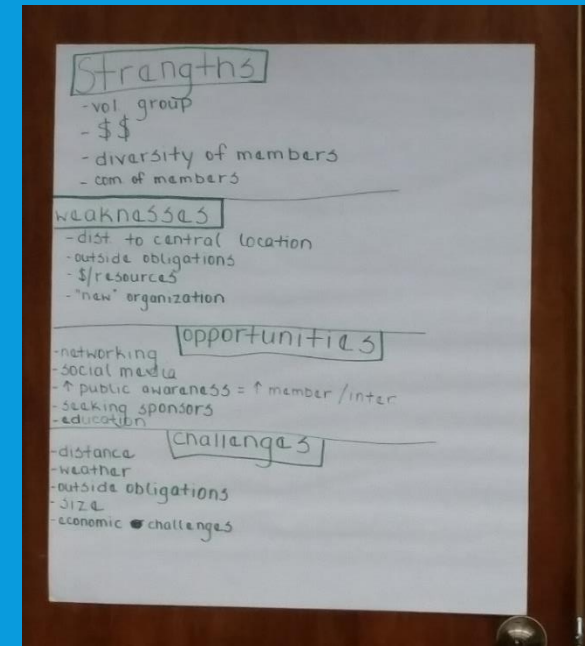 Strengths
-vol. group
- $$
- diversity of members
- com. of members
weaknesses
-dist. to central location
-outside obligations
-$/resources
-"new" organization
opportunities
-networking
-social media
-↑ public awareness = ↑ member/inter
-seeking sponsors
-education
challenges
-distance
-weather
-outside obligations
-size
-economic challenges